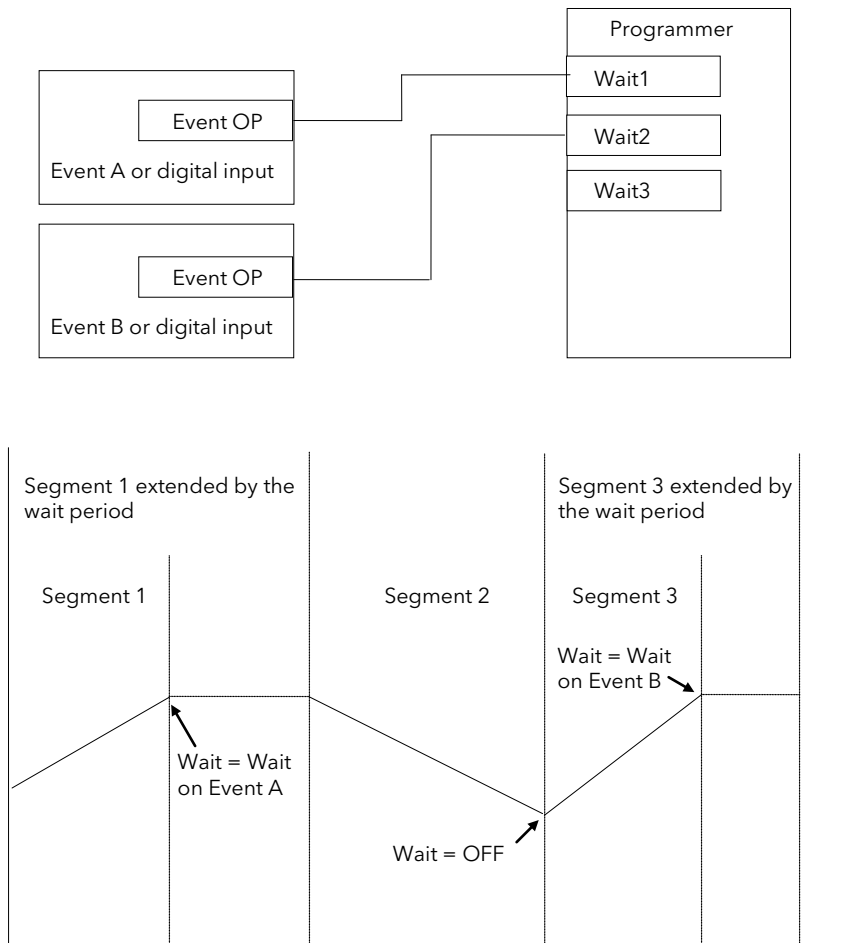 Programmer
Wait1
Event OP
Wait2
Event A or digital input
Wait3
Event OP
Event B or digital input
Segment 1 extended by the
wait period
Segment 3 extended by
the wait period
Segment 1
Segment 2
Segment 3
Wait = Wait
on Event B
Wait = Wait
on Event A
Wait = OFF